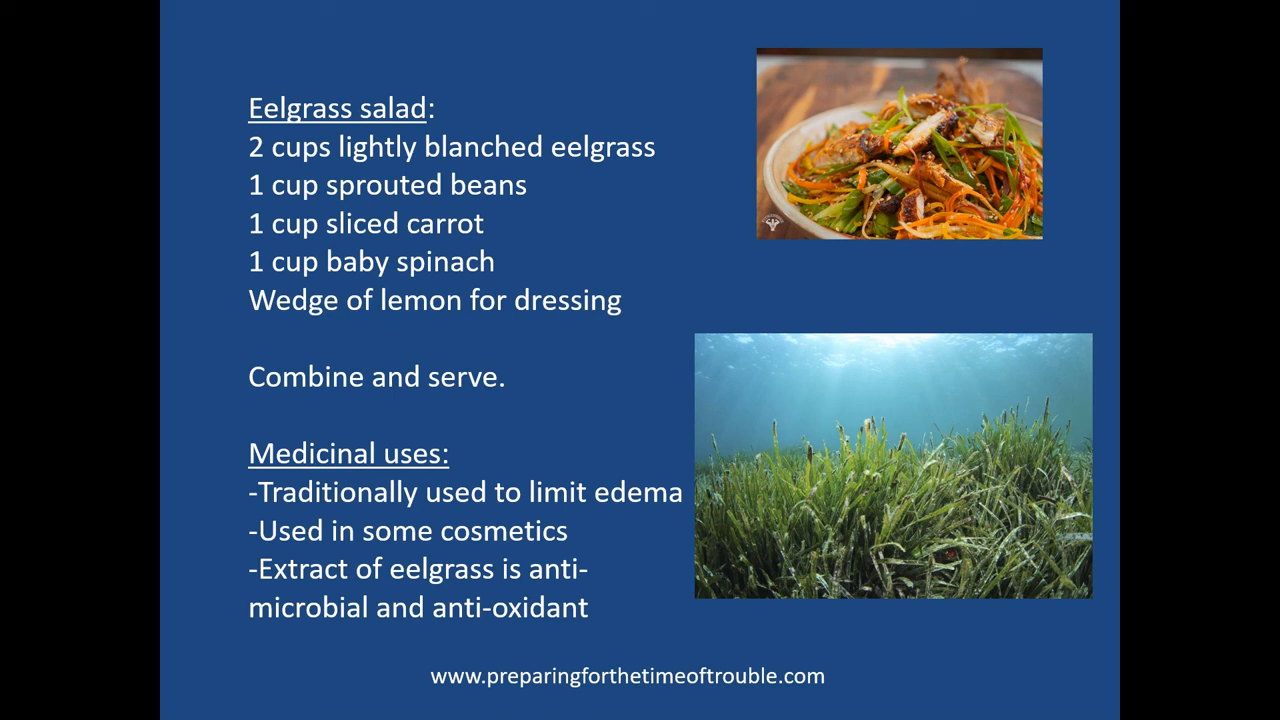 Eelgrass salad:
2 cups lightly blanched eelgrass
1 cup sprouted beans
1 cup sliced carrot
1 cup baby spinach
Wedge of lemon for dressing
Combine and serve.
Medicinal uses:
-Traditionally used to limit edema
-Used in some cosmetics
-Extract of eelgrass is anti-
microbial and anti-oxidant
www.preparingforthetimeoftrouble.com